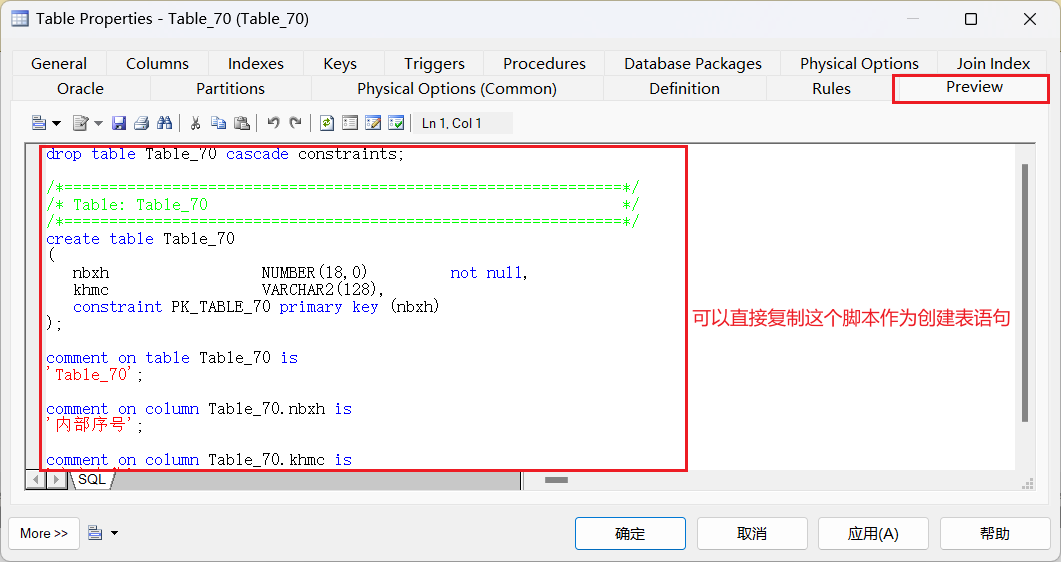 Table Properties - Table_70 (Table_70)
General Columns Indexes Keys Triggers Procedures Database Packages Physical Options Join Index
Oracle Partitions Physical Options (Common) Definition Rules Preview
Ln 1, Col 1
drop table Table_70 cascade constraints;
/*==============================================================*/
/* Table: Table_70                                              */
/*==============================================================*/
create table Table_70
(
nbxh NUMBER(18,0) not null,
khmc VARCHAR2(128),
constraint PK_TABLE_70 primary key (nbxh)
);
可以直接复制这个脚本作为创建表语句
comment on table Table_70 is
'Table_70';
comment on column Table_70.nbxh is
'内部序号';
comment on column Table_70.khmc is
SQL
More >> 确定 取消 应用(A) 帮助